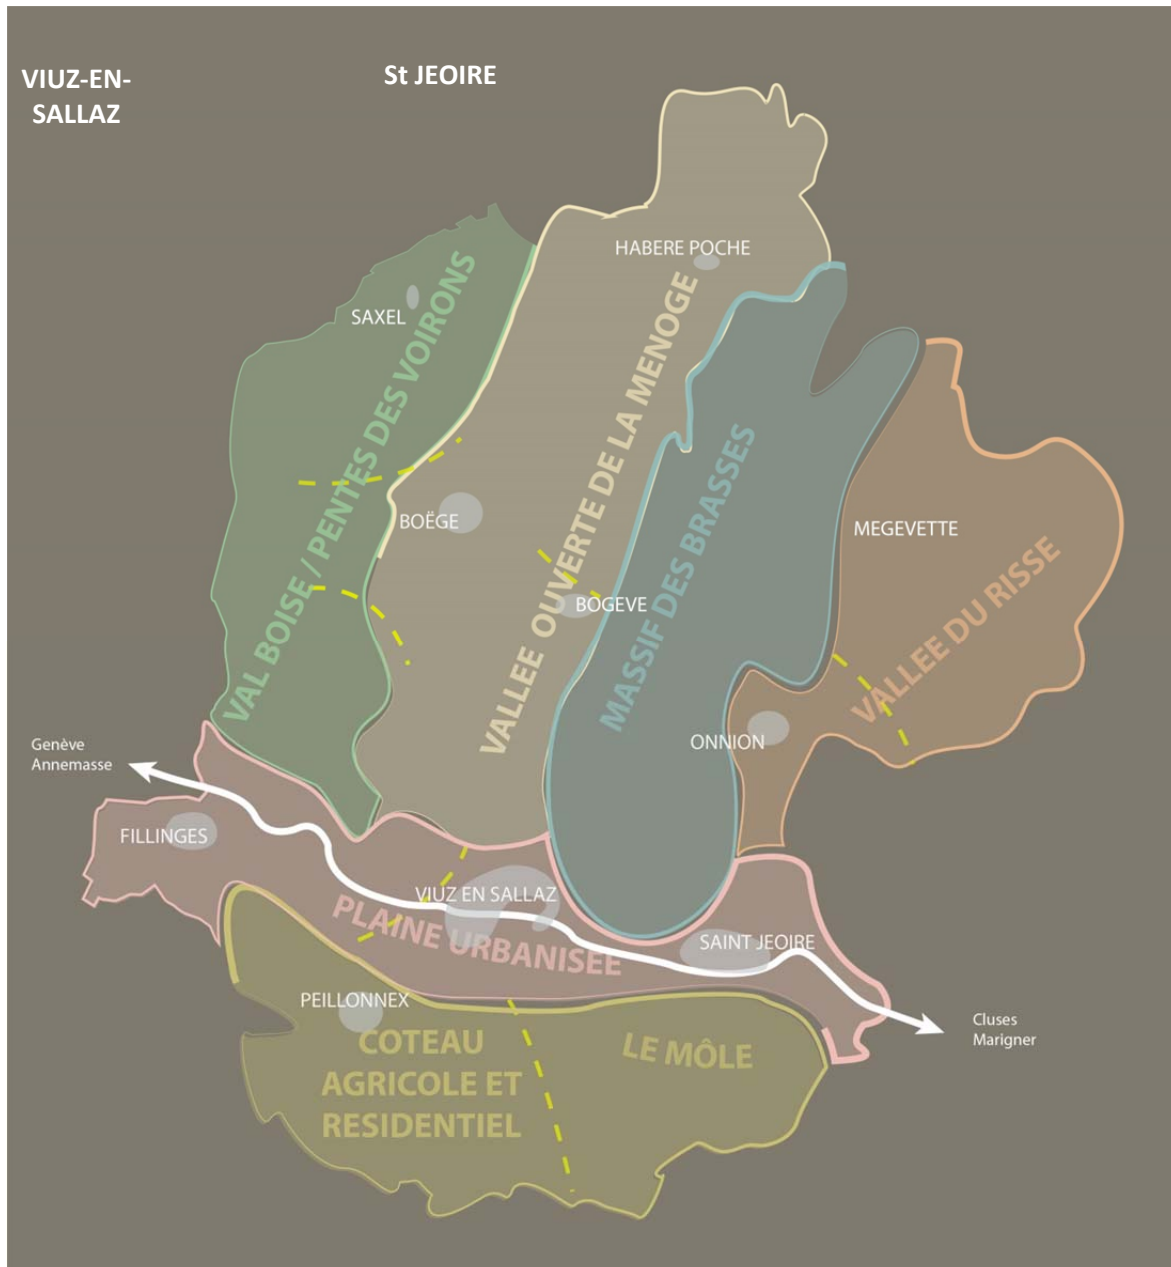 VIUZ-EN-
SALLAZ
St JEOIRE
HABERE POCHE
SAXEL
VAL BOISE / PENTES DES VOIRONS
VALLEE OUVERTE DE LA MENOGE
MASSIF DES BRASSES
BOËGE
MEGEVETTE
BOGEVE
VALLEE DU RISSE
ONNION
Genève
Annemasse
FILLINGES
VIUZ EN SALLAZ
PLAINE URBANISEE
SAINT JEOIRE
PEILLONNEX
Cluses
Marigner
COTEAU
AGRICOLE ET
RESIDENTIEL
LE MÔLE